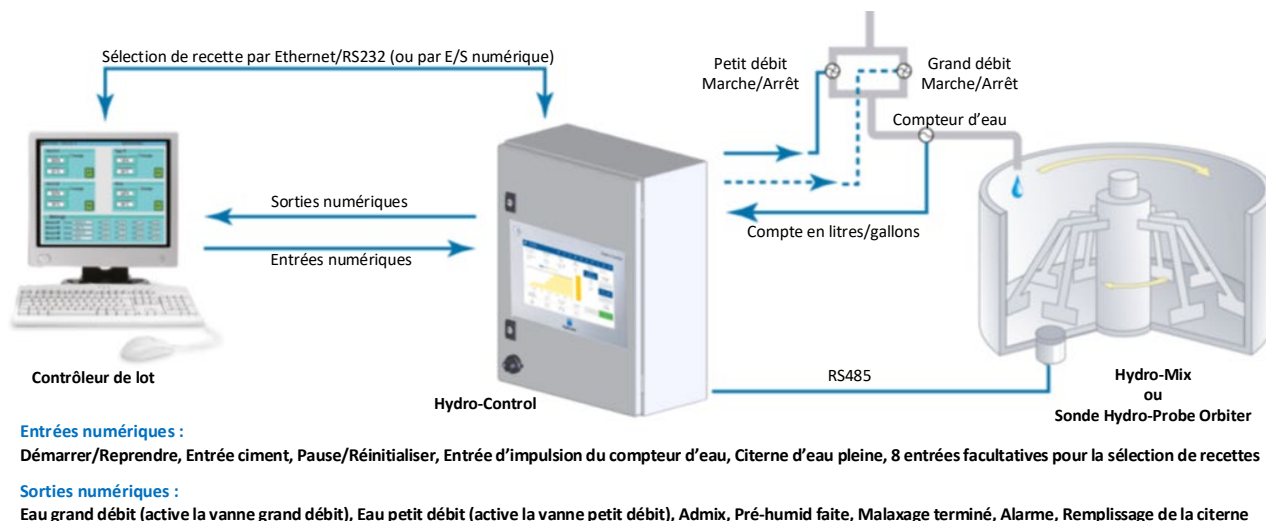 Sélection de recette par Ethernet/RS232 (ou par E/S numérique)
Petit débit
Marche/Arrêt
Grand débit
Marche/Arrêt
Compteur d'eau
Sorties numériques
Entrées numériques
Compte en litres/gallons
RS485
Contrôleur de lot
Hydro-Control
Hydro-Mix
ou
Sonde Hydro-Probe Orbiter
Entrées numériques :
Démarrer/Reprendre, Entrée ciment, Pause/Réinitialiser, Entrée d'impulsion du compteur d'eau, Citerne d'eau pleine, 8 entrées facultatives pour la sélection de recettes
Sorties numériques :
Eau grand débit (active la vanne grand débit), Eau petit débit (active la vanne petit débit), Admix, Pré-humid faite, Malaxage terminé, Alarme, Remplissage de la citerne